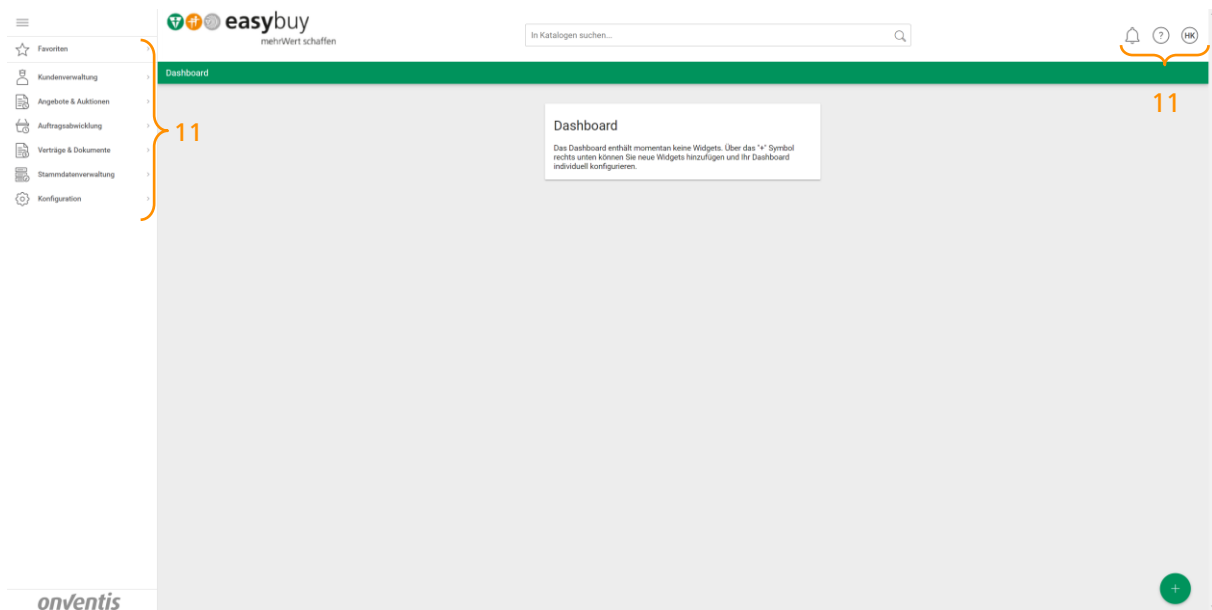 easybuy
mehrWert schaffen
In Katalogen suchen...
?
HK
Favoriten
Kundenverwaltung
Angebote & Auktionen
Auftragsabwicklung
Verträge & Dokumente
Stammdatenverwaltung
Konfiguration
11
11
Dashboard
Dashboard
Das Dashboard enthält momentan keine Widgets. Über das "+" Symbol
rechts unten können Sie neue Widgets hinzufügen und Ihr Dashboard
individuell konfigurieren.
+
onventis